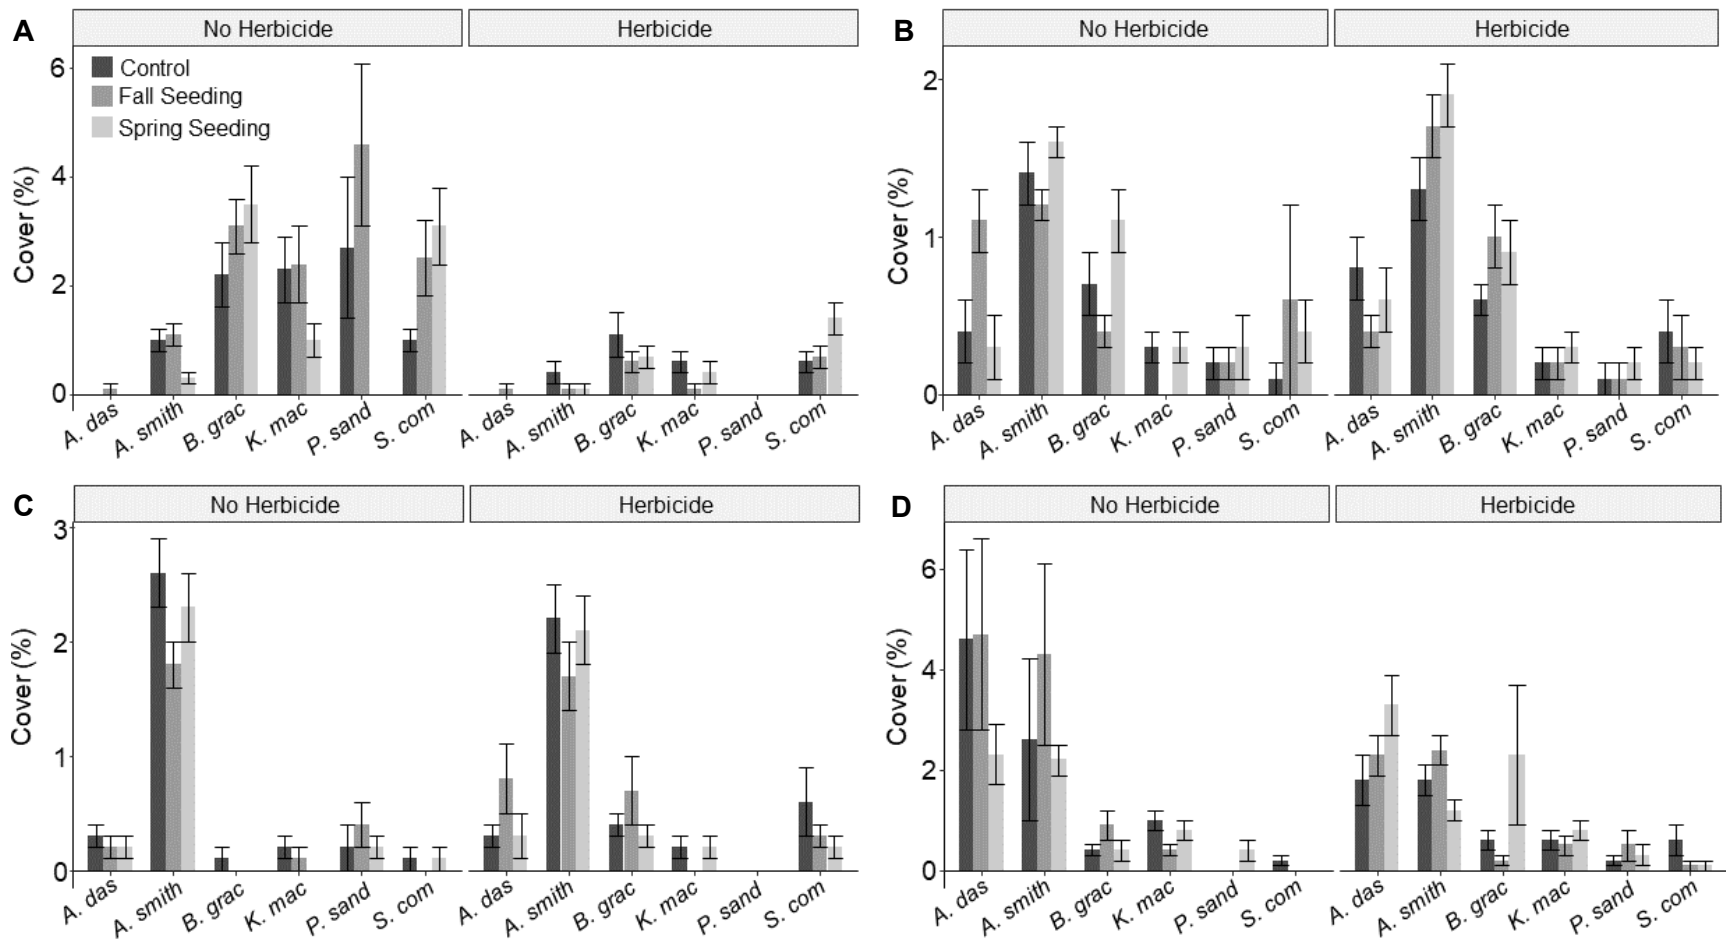 A
No Herbicide
Herbicide
Control
Fall Seeding
Spring Seeding
Cover (%)
6
4
2
0
A. das
A. smith
B. grac
K. mac
P. sand
S. com
A. das
A. smith
B. grac
K. mac
P. sand
S. com
B
No Herbicide
Herbicide
Cover (%)
2
1
0
A. das
A. smith
B. grac
K. mac
P. sand
S. com
A. das
A. smith
B. grac
K. mac
P. sand
S. com
C
No Herbicide
Herbicide
Cover (%)
3
2
1
0
A. das
A. smith
B. grac
K. mac
P. sand
S. com
A. das
A. smith
B. grac
K. mac
P. sand
S. com
D
No Herbicide
Herbicide
Cover (%)
6
4
2
0
A. das
A. smith
B. grac
K. mac
P. sand
S. com
A. das
A. smith
B. grac
K. mac
P. sand
S. com